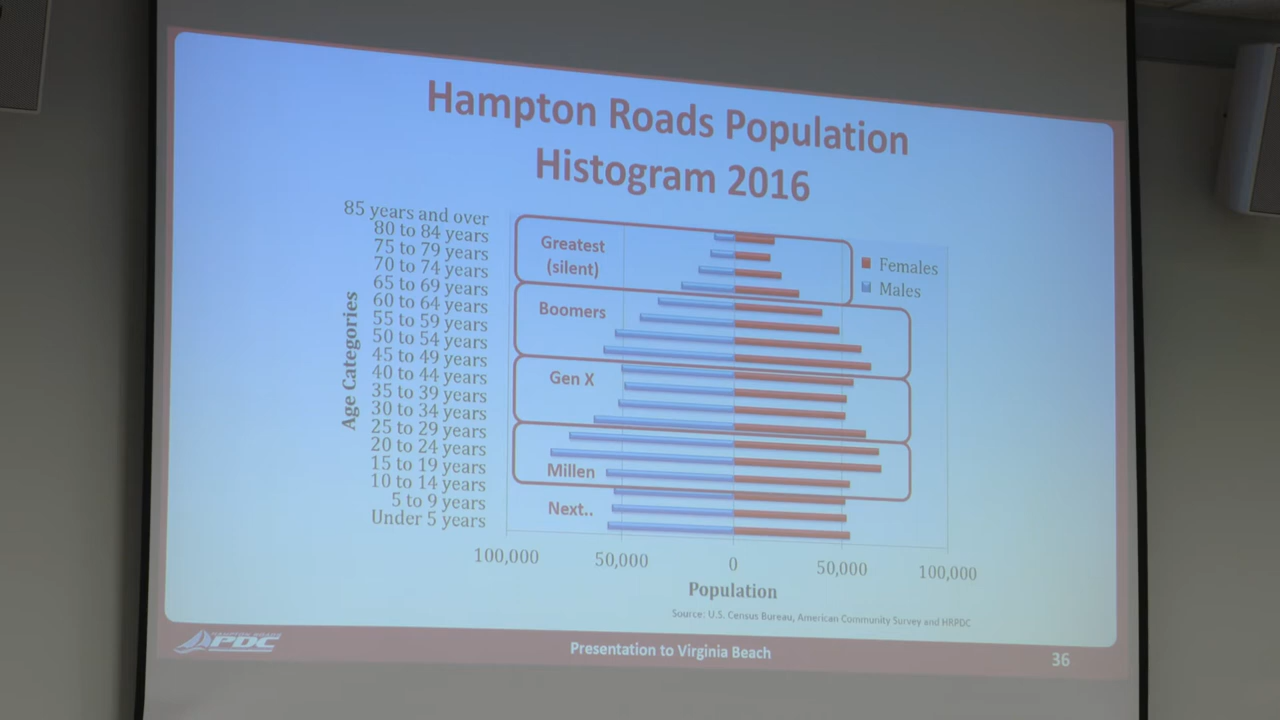 Hampton Roads Population
Histogram 2016
Age Categories
85 years and over
80 to 84 years
75 to 79 years
70 to 74 years
65 to 69 years
60 to 64 years
55 to 59 years
50 to 54 years
45 to 49 years
40 to 44 years
35 to 39 years
30 to 34 years
25 to 29 years
20 to 24 years
15 to 19 years
10 to 14 years
5 to 9 years
Under 5 years
Greatest
(silent)
Boomers
Gen X
Millen
Next..
Females
Males
100,000 50,000 0 50,000 100,000
Population
Source: U.S. Census Bureau, American Community Survey and HRPDC
HAMPTON ROADS
PDC
Presentation to Virginia Beach
36